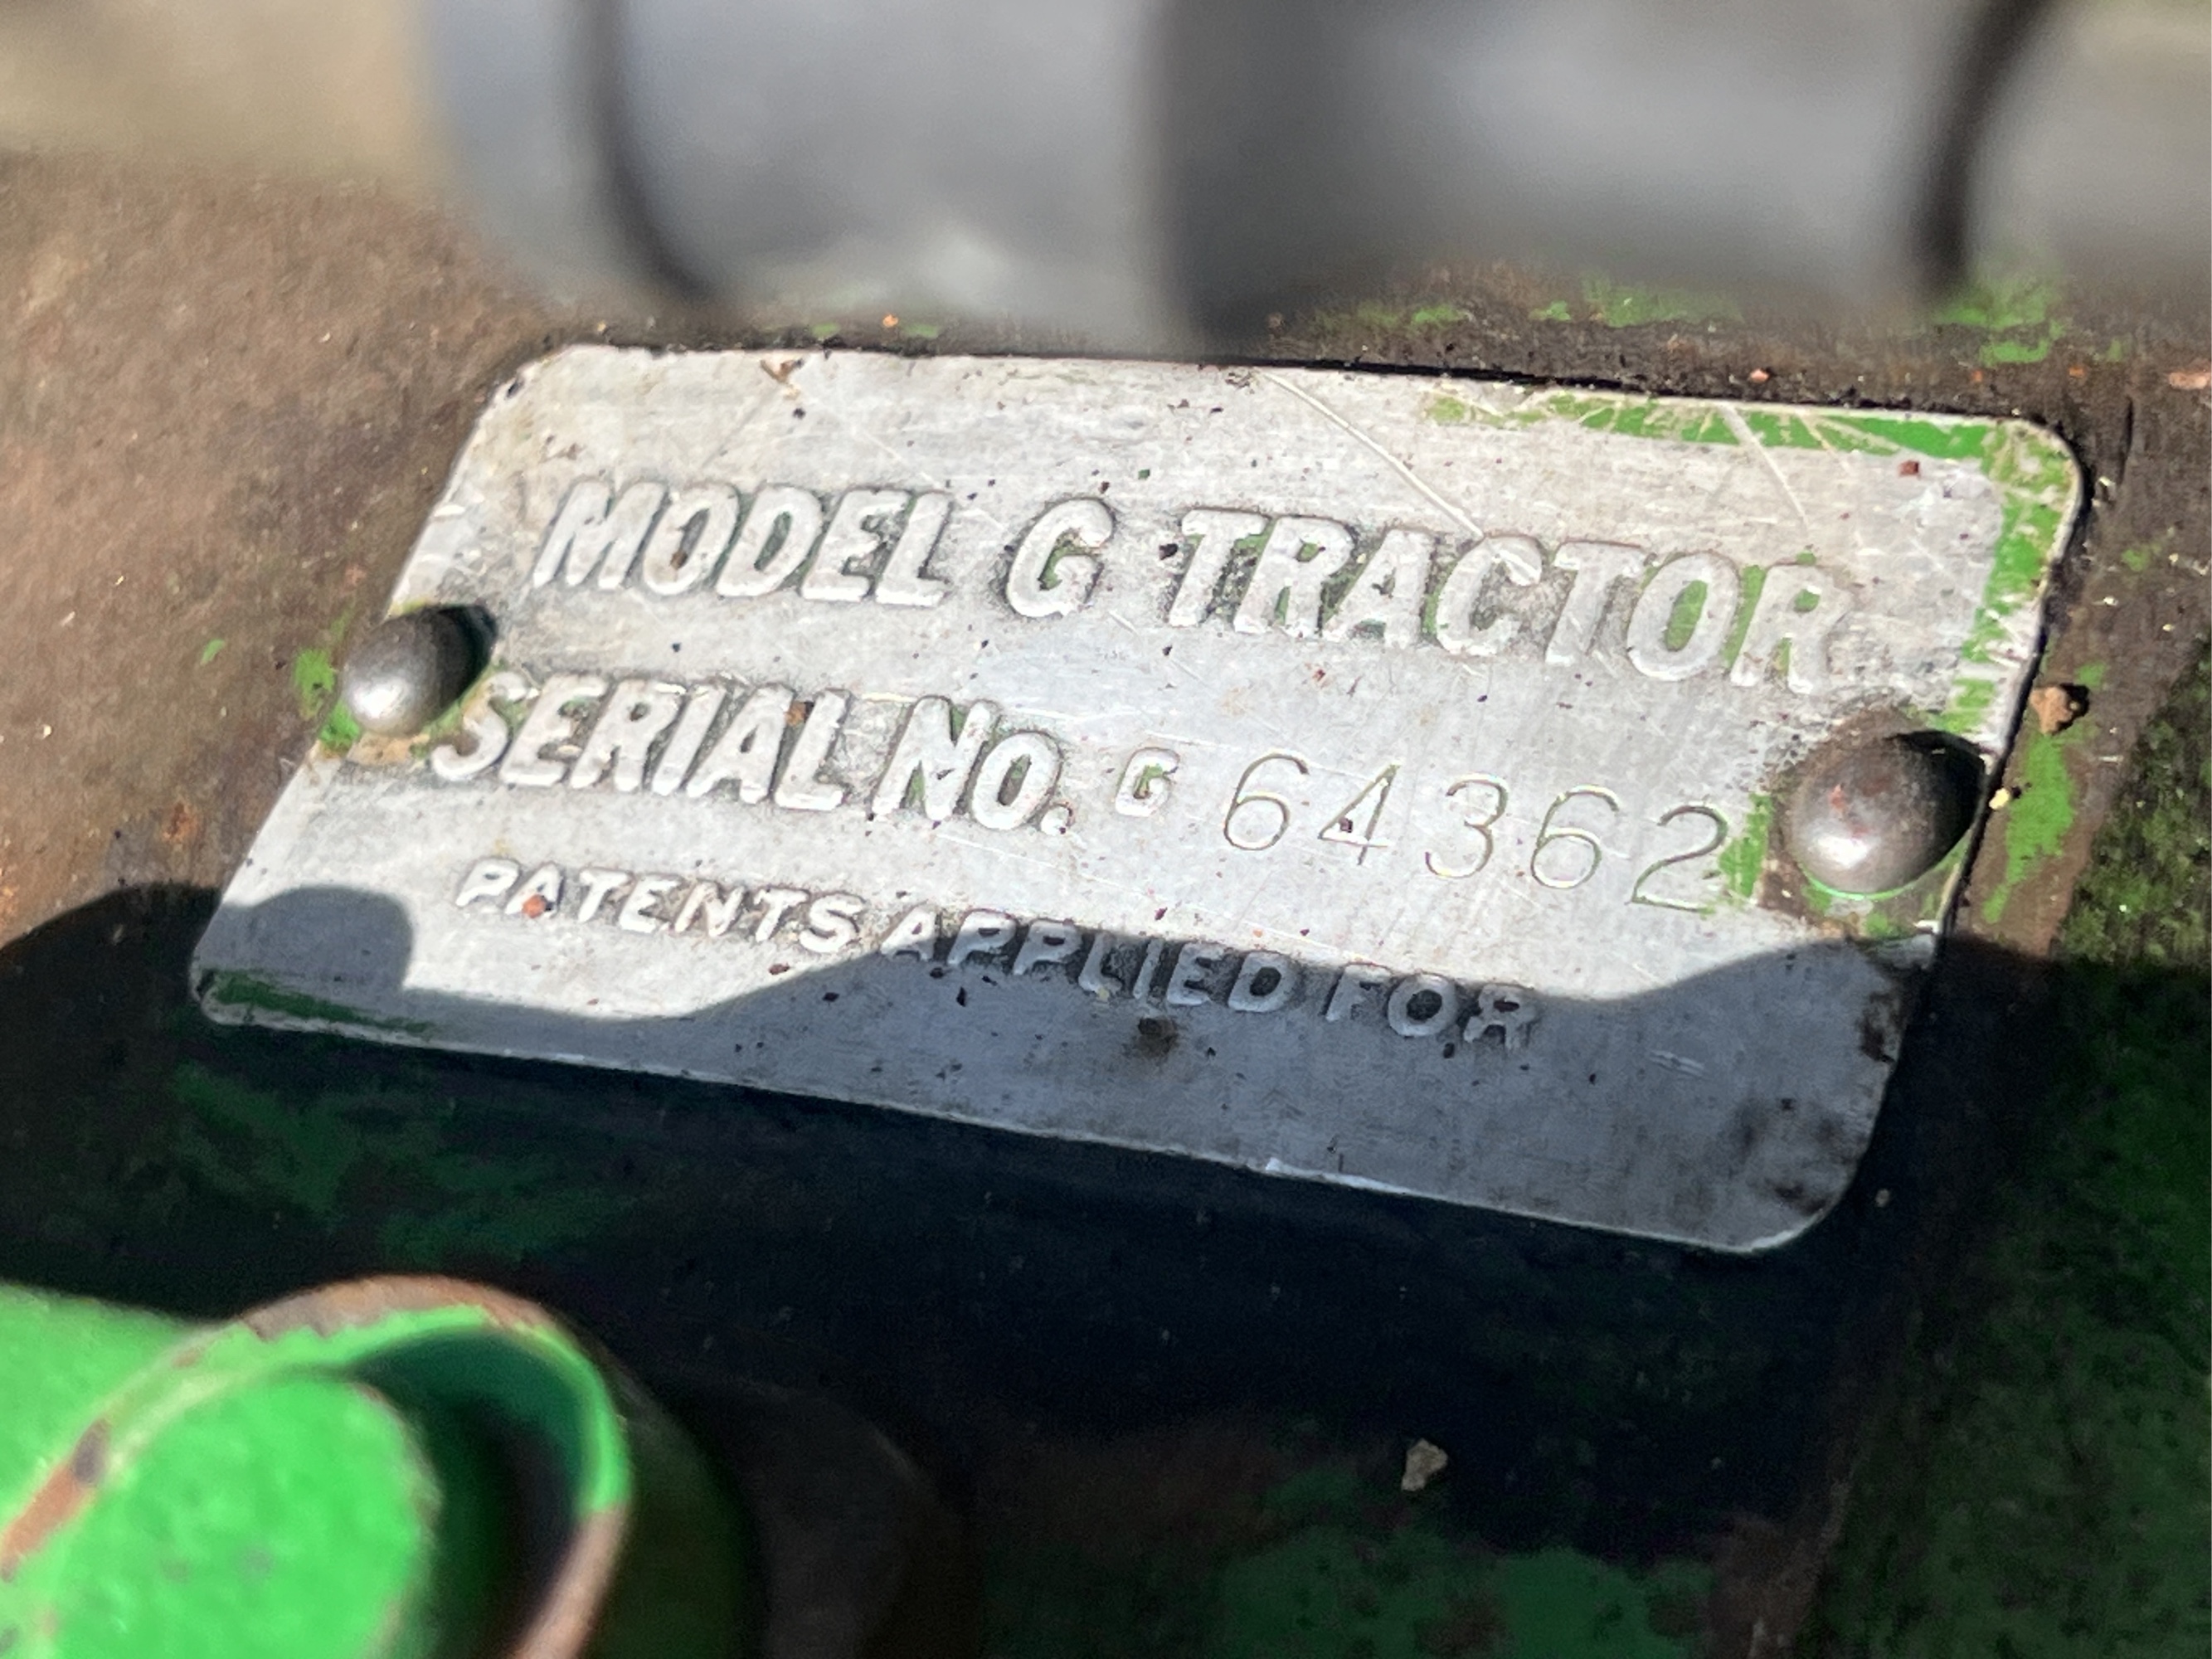 MODEL G TRACTOR
SERIAL NO. G 64362
PATENTS APPLIED FOR